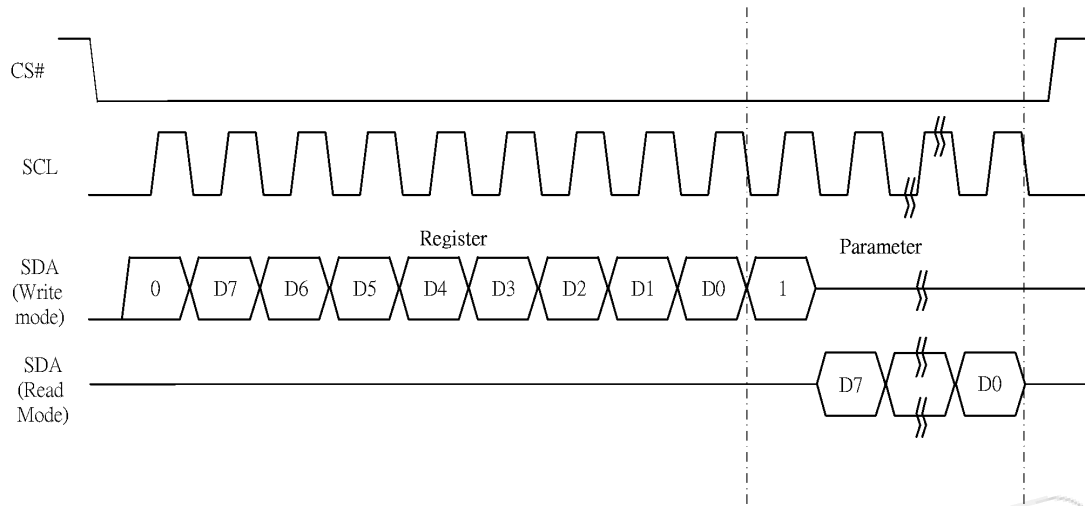 CS#
SCL
Register
Parameter
SDA
(Write
mode)
0 D7 D6 D5 D4 D3 D2 D1 D0 1
SDA
(Read
Mode)
D7 D0